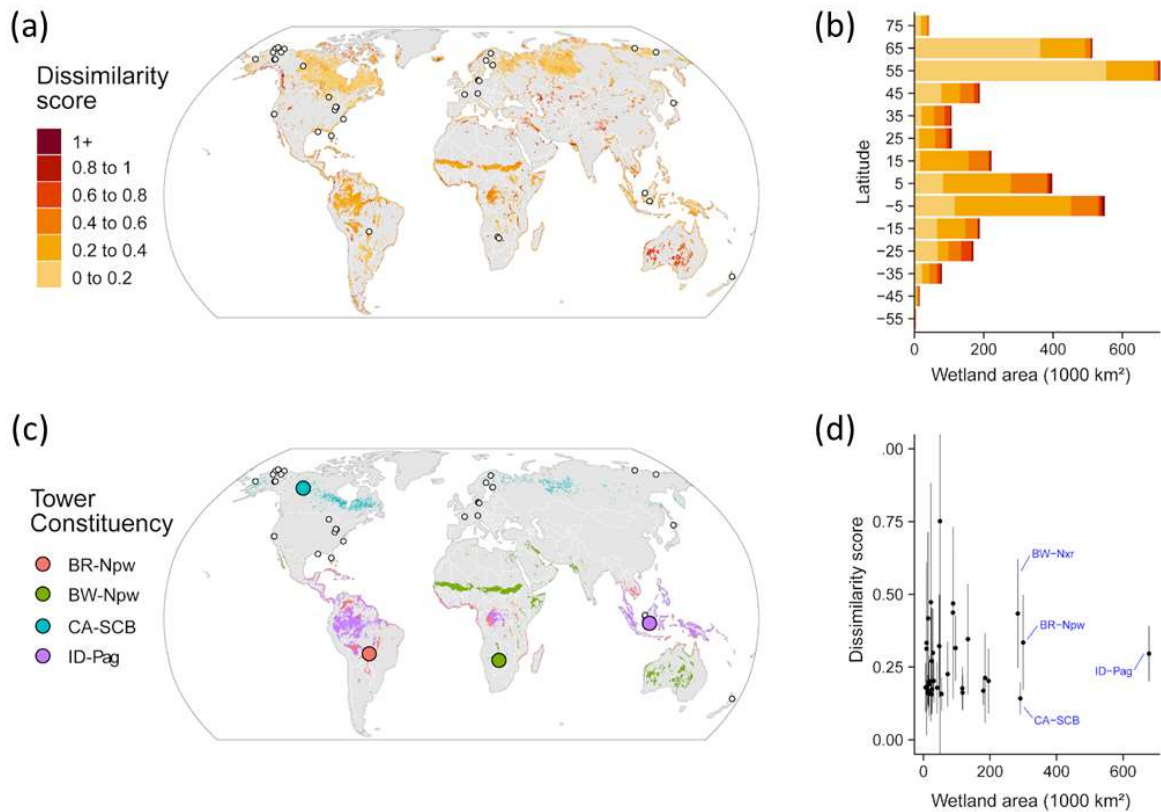 (a)
Dissimilarity
score
1+
0.8 to 1
0.6 to 0.8
0.4 to 0.6
0.2 to 0.4
0 to 0.2
(b)
Latitude
75
65
55
45
35
25
15
5
−5
−15
−25
−35
−45
−55
0
200
400
600
Wetland area (1000 km²)
(c)
Tower
Constituency
BR−Npw
BW−Npw
CA−SCB
ID−Pag
(d)
Dissimilarity score
.00
0.75
0.50
0.25
0.00
BW−Nxr
BR−Npw
ID−Pag
CA−SCB
0
200
400
600
Wetland area (1000 km²)